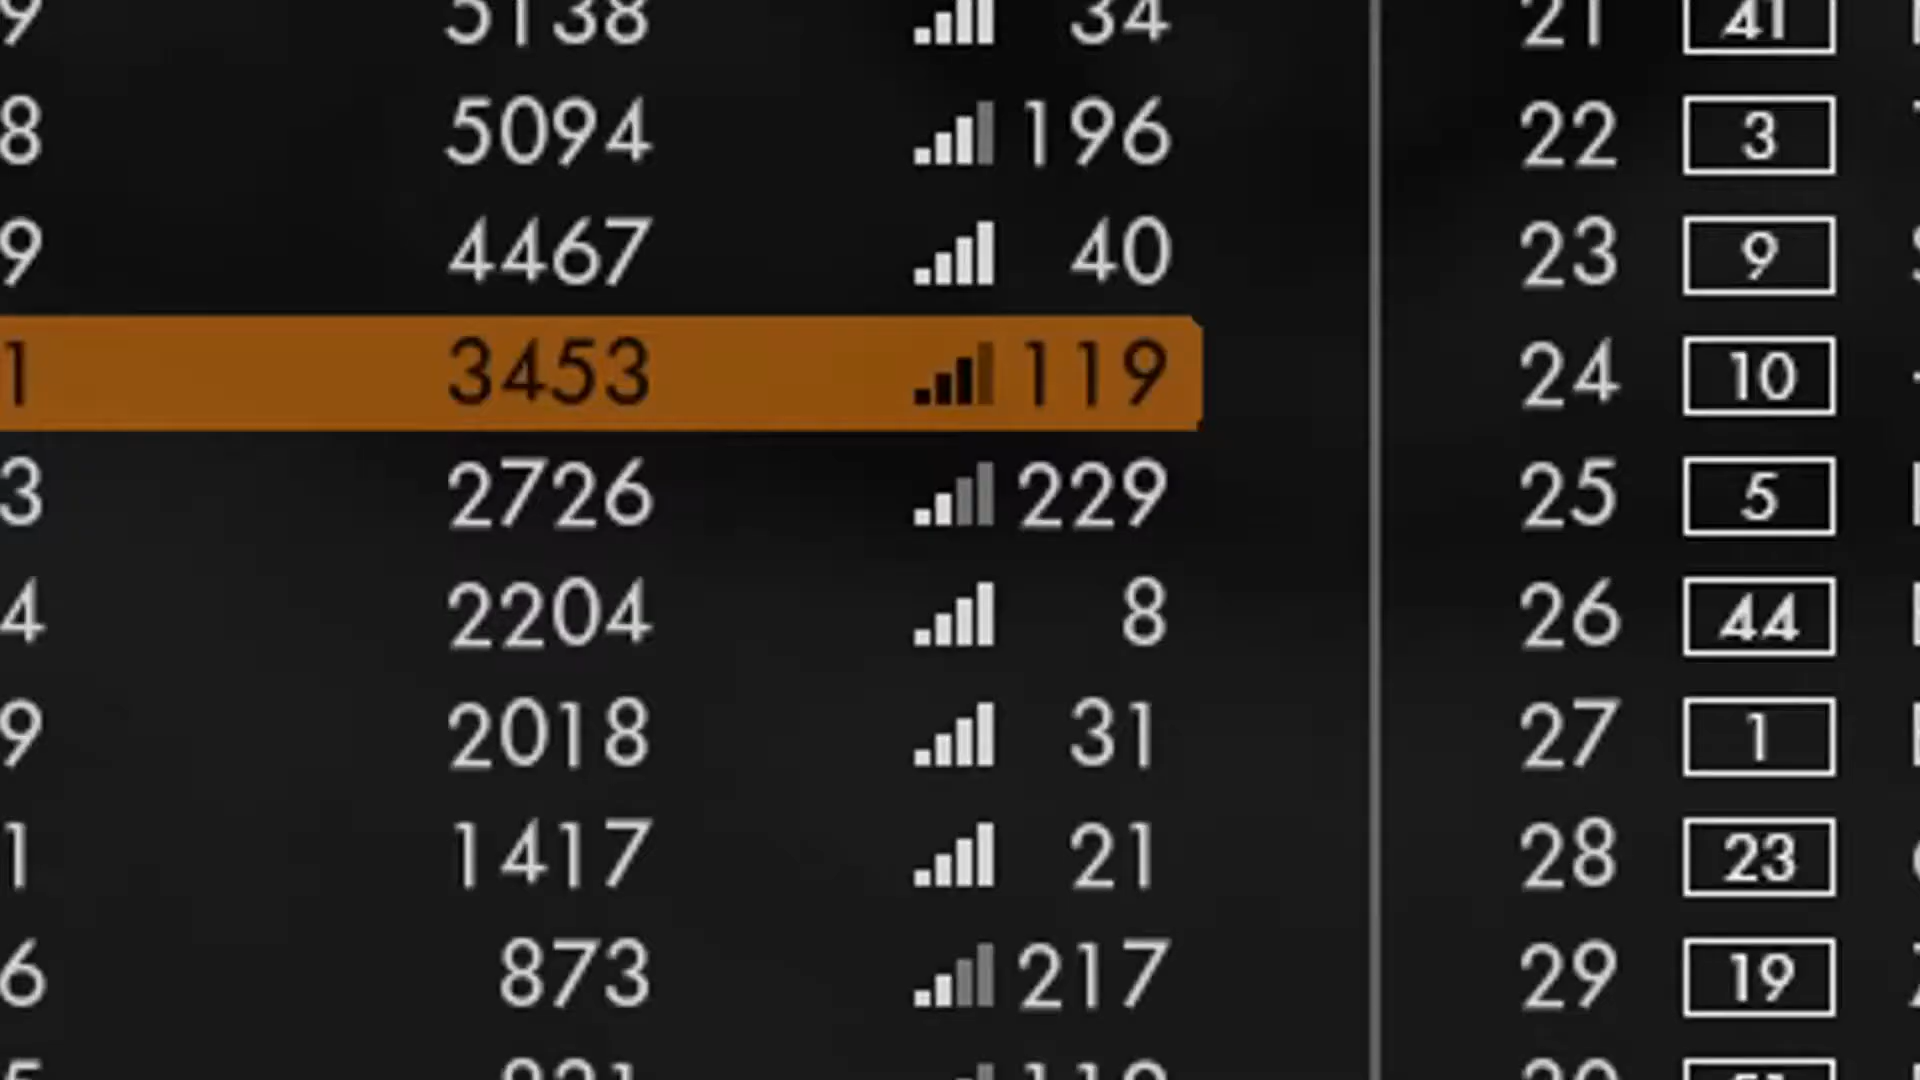 9 5138 34 21 41
8 5094 196 22 3
9 4467 40 23 9
1 3453 119 24 10
3 2726 229 25 5
4 2204 8 26 44
9 2018 31 27 1
1 1417 21 28 23
6 873 217 29 19